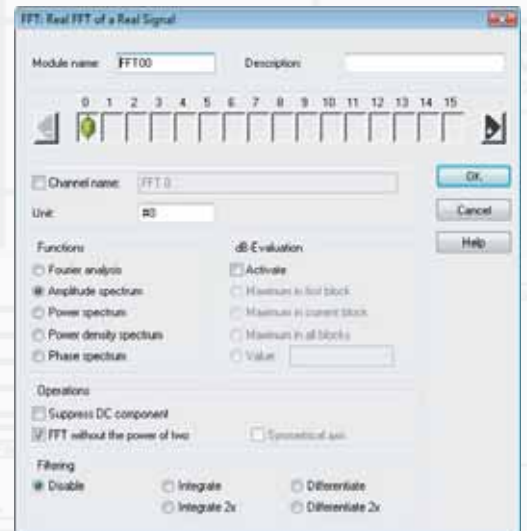 FFT: Real FFT of a Real Signal
Module name: FFT00 Description:
0 1 2 3 4 5 6 7 8 9 10 11 12 13 14 15
Channel name: FFT 0
OK
Unit: #0
Cancel
Functions dB-Evaluation
Help
Fourier analysis Activate
Amplitude spectrum Maximum in first block
Power spectrum Maximum in current block
Power density spectrum Maximum in all blocks
Phase spectrum Value:
Operations
Suppress DC component
FFT without the power of two Symmetrical axis
Filtering
Disable Integrate Differentiate
Integrate 2x Differentiate 2x